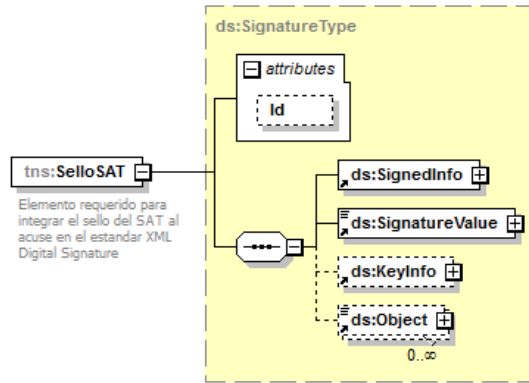 ds:SignatureType
attributes
Id
tns:SelloSAT
Elemento requerido para
integrar el sello del SAT al
acuse en el estandar XML
Digital Signature
ds:SignedInfo
ds:SignatureValue
ds:KeyInfo
ds:Object
0..∞